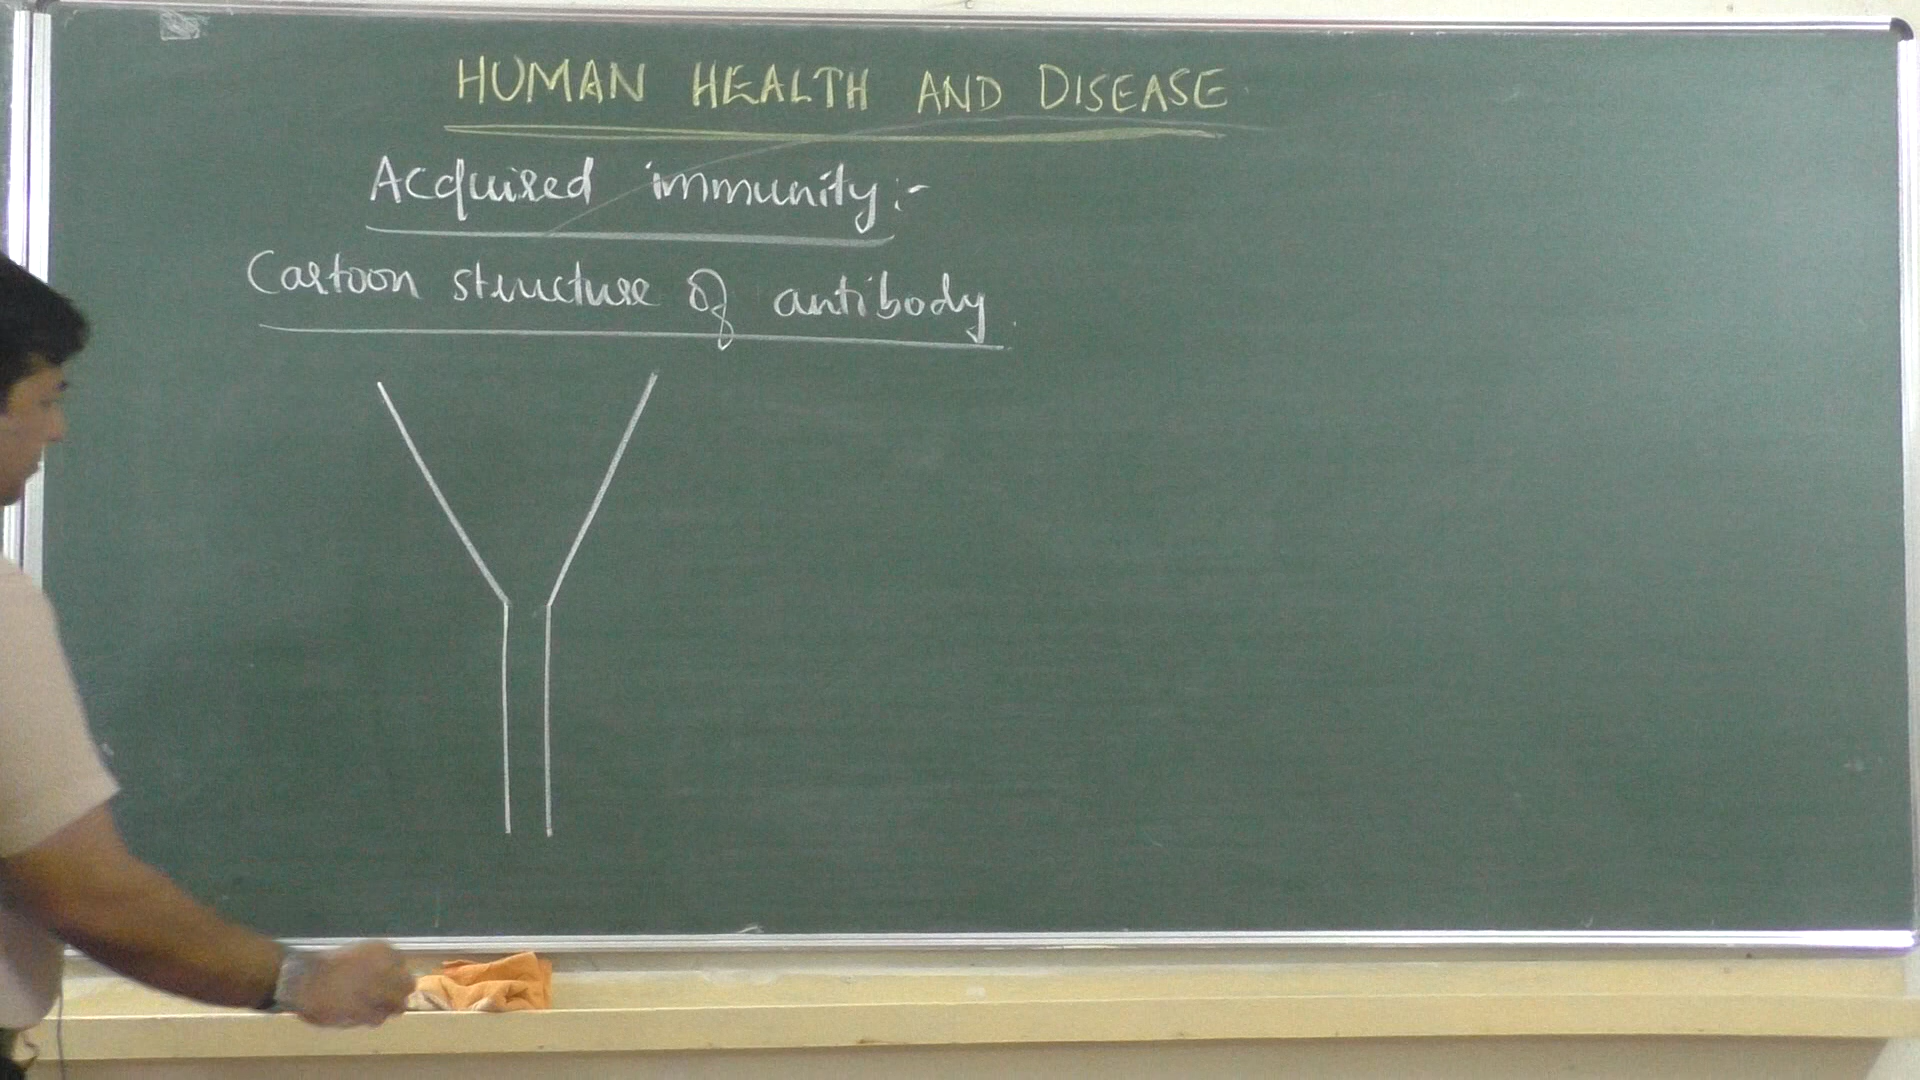 HUMAN HEALTH AND DISEASE
Acquired immunity:-
Cartoon structure of antibody